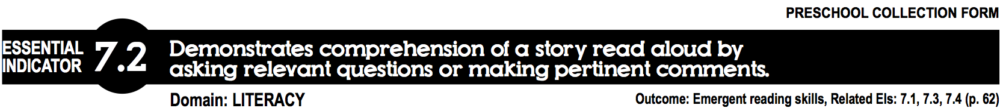 PRESCHOOL COLLECTION FORM
ESSENTIAL
INDICATOR
7.2
Demonstrates comprehension of a story read aloud by
asking relevant questions or making pertinent comments.
Domain: LITERACY
Outcome: Emergent reading skills, Related EIs: 7.1, 7.3, 7.4 (p. 62)